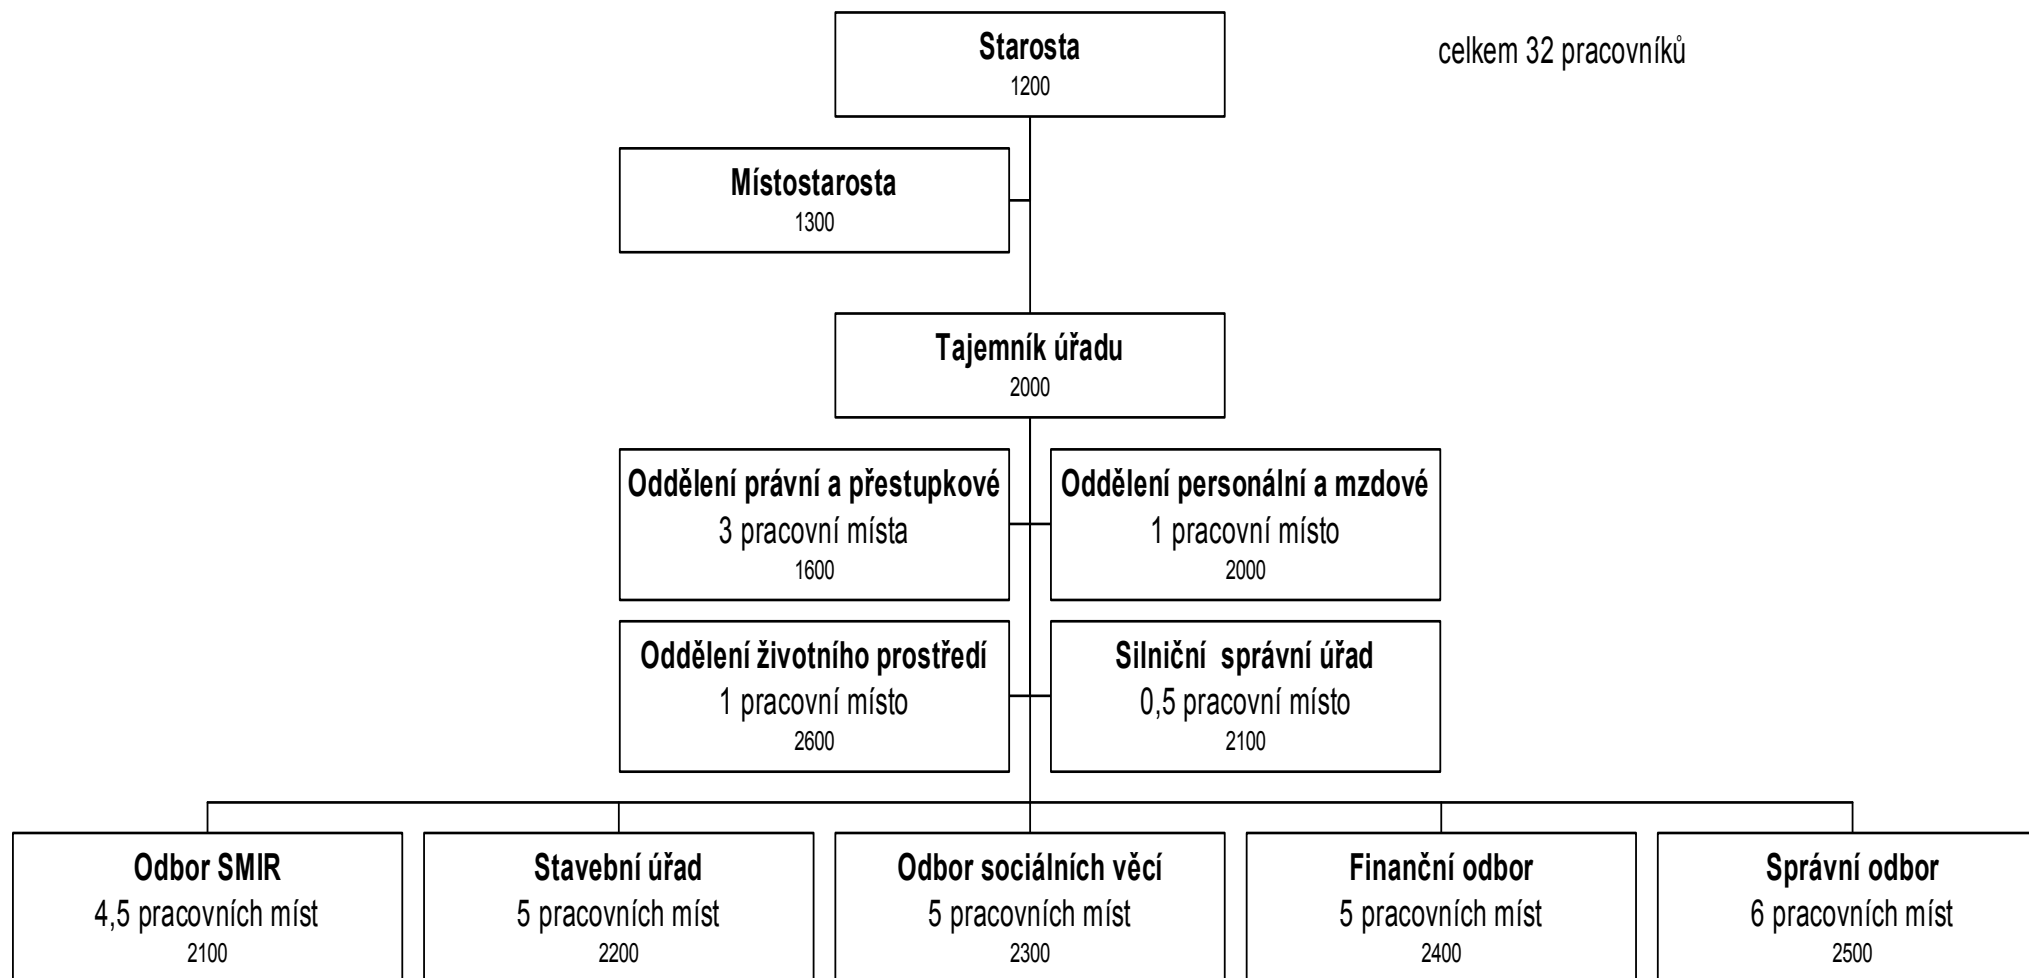 Starosta
1200
celkem 32 pracovníků
Místostarosta
1300
Tajemník úřadu
2000
Oddělení právní a přestupkové
3 pracovní místa
1600
Oddělení personální a mzdové
1 pracovní místo
2000
Oddělení životního prostředí
1 pracovní místo
2600
Silniční  správní úřad
0,5 pracovní místo
2100
Odbor SMIR
4,5 pracovních míst
2100
Stavební úřad
5 pracovních míst
2200
Odbor sociálních věcí
5 pracovních míst
2300
Finanční odbor
5 pracovních míst
2400
Správní odbor
6 pracovních míst
2500